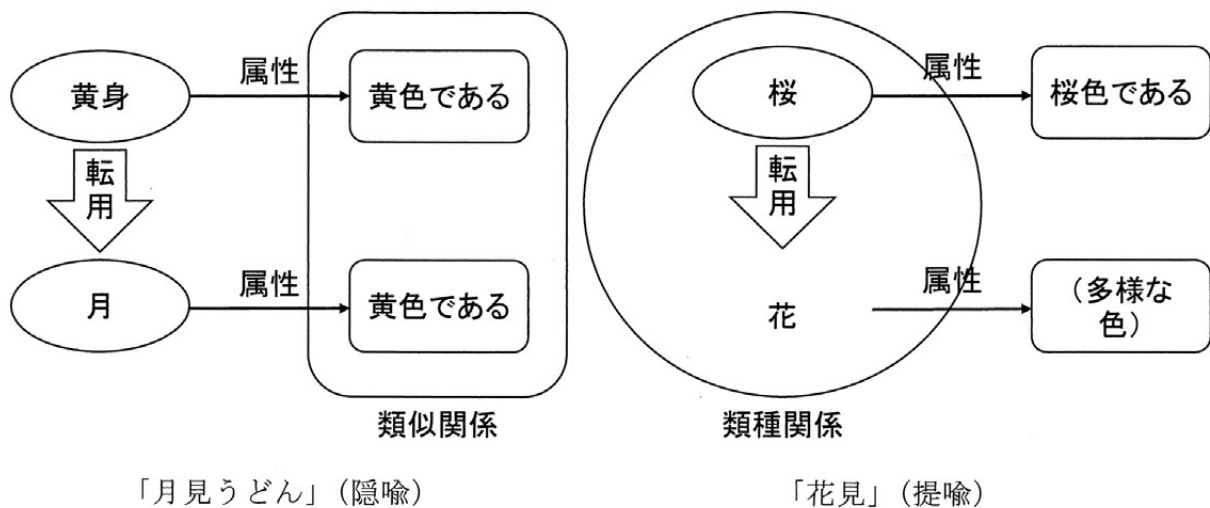 黄身
属性
黄色である
転用
月
属性
黄色である
類似関係
「月見うどん」(隠喩)
桜
属性
桜色である
転用
花
属性
(多様な
色)
類種関係
「花見」(提喩)